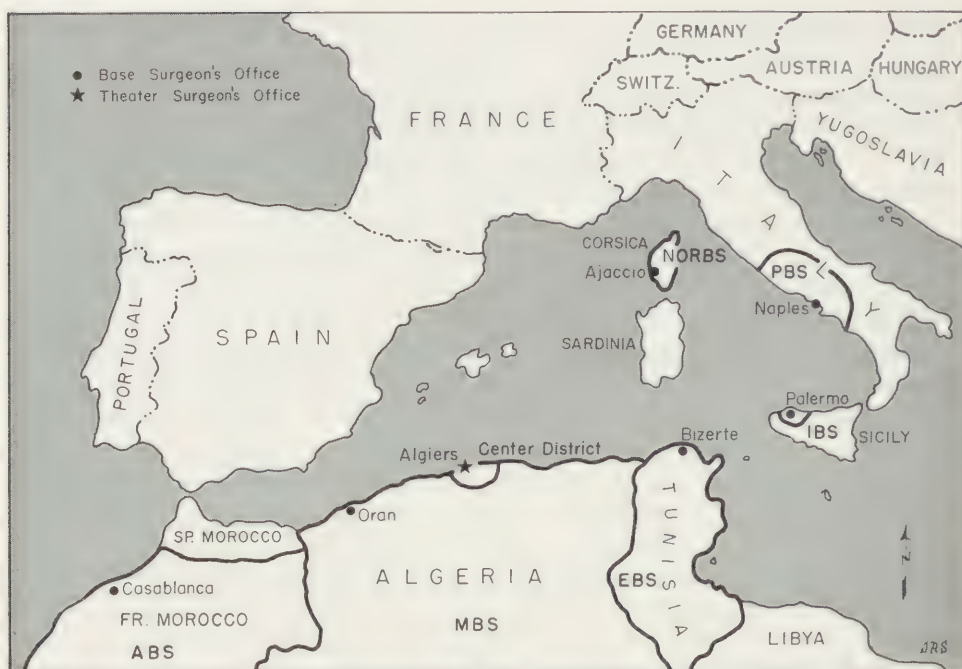 Base Surgeon's Office
Theater Surgeon's Office
GERMANY
SWITZ.
AUSTRIA
HUNGARY
FRANCE
YUGOSLAVIA
ITALY
CORSICA
NORBS
Ajaccio
PBS
Naples
PORTUGAL
SPAIN
SARDINIA
Palermo
IBS
SICILY
Algiers
Center District
Bizerte
Oran
TUNISIA
SP. MOROCCO
Casablanca
ALGERIA
EBS
FR. MOROCCO
MBS
ABS
LIBYA
N
JRS